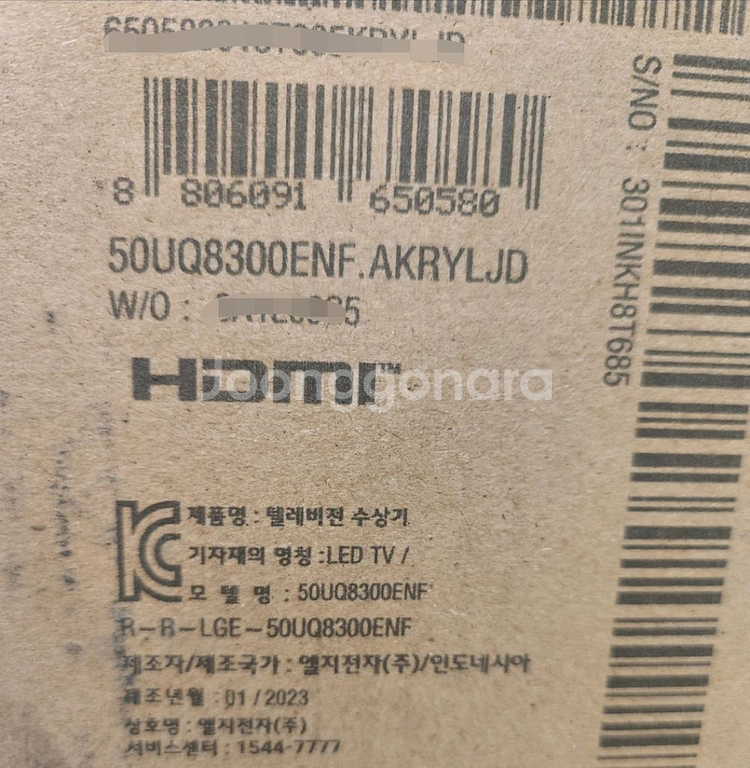 8 806091 650580
50UQ8300ENF.AKRYLJD
W/O :
HDMI™
Joonggonara
제품명 : 텔레비전 수상기
기자재의 명칭 :LED TV /
모 델 명 : 50UQ8300ENF
R-R-LGE-50UQ8300ENF
제조자/제조국가 : 엘지전자(주)/인도네시아
제조년월 : 01 / 2023
상호명 : 엘지전자(주)
서비스센터 : 1544-7777
S/NO : 301INKH8T685